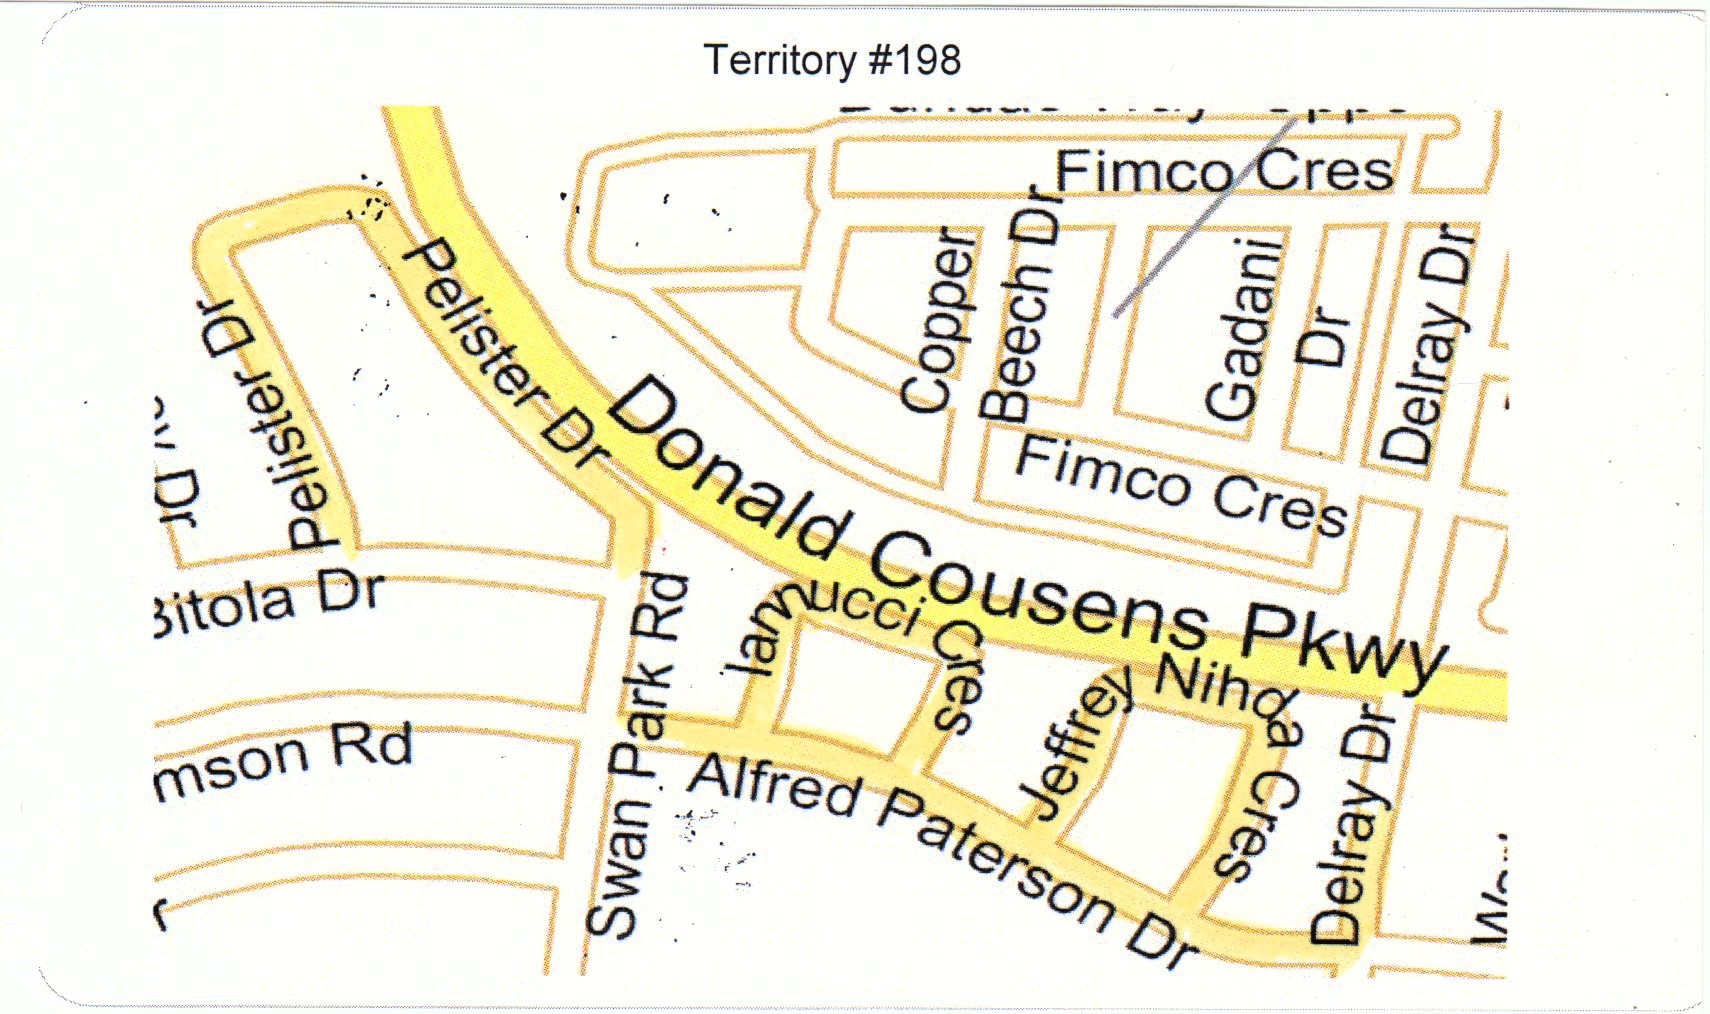 Territory #198
Fimco Cres
Copper
Beech Dr
Gadani
Dr
Delray Dr
Pelister Dr
Pelister Dr
Donald Cousens Pkwy
Fimco Cres
Dr
Bitola Dr
Swan Park Rd
Iannucci Cres
Jeffrey
Nihda Cres
mson Rd
Alfred Paterson Dr
Delray Dr